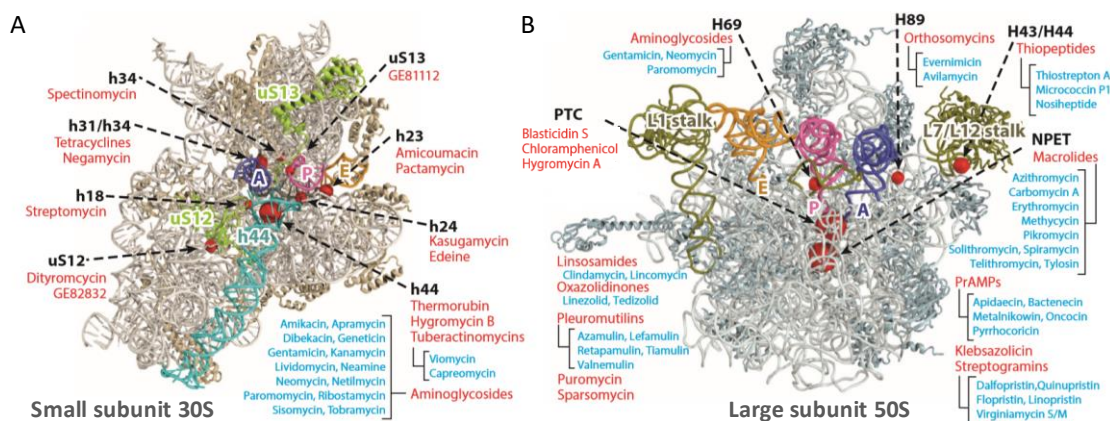 A
h34
Spectinomycin
h31/h34
Tetracyclines
Negamycin
h18
Streptomycin
uS12
Dityromcycin
GE82832
uS13
GE81112
h23
Amicoumacin
Pactamycin
h24
Kasugamycin
Edeine
h44
Thermorubin
Hygromycin B
Tuberactinomycins
Viomycin
Capreomycin
Aminoglycosides
Amikacin, Apramycin
Dibekacin, Geneticin
Gentamicin, Kanamycin
Lividomycin, Neamine
Neomycin, Netilmycin
Paromomycin, Ribostamycin
Sisomycin, Tobramycin
uS13
A
P
E
uS12
h44
Small subunit 30S
B
H69
Aminoglycosides
Gentamicin, Neomycin
Paromomycin
H89
Orthosomycins
Evernimicin
Avilamycin
H43/H44
Thiopeptides
Thiostrepton A
Micrococcin P1
Nosiheptide
PTC
Blasticidin S
Chloramphenicol
Hygromycin A
L1 stalk
L7/L12 stalk
E
P
A
NPET
Macrolides
Azithromycin
Carbomycin A
Erythromycin
Methycycin
Pikromycin
Solithromycin, Spiramycin
Telithromycin, Tylosin
Linsosamides
Clindamycin, Lincomycin
Oxazolidinones
Linezolid, Tedizolid
Pleuromutilins
Azamulin, Lefamulin
Retapamulin, Tiamulin
Valnemulin
Puromycin
Sparsomycin
PrAMPs
Apidaecin, Bactenecin
Metalnikowin, Oncocin
Pyrrhocoricin
Klebsazolicin
Streptogramins
Dalfopristin,Quinupristin
Flopristin, Linopristin
Virginiamycin S/M
Large subunit 50S